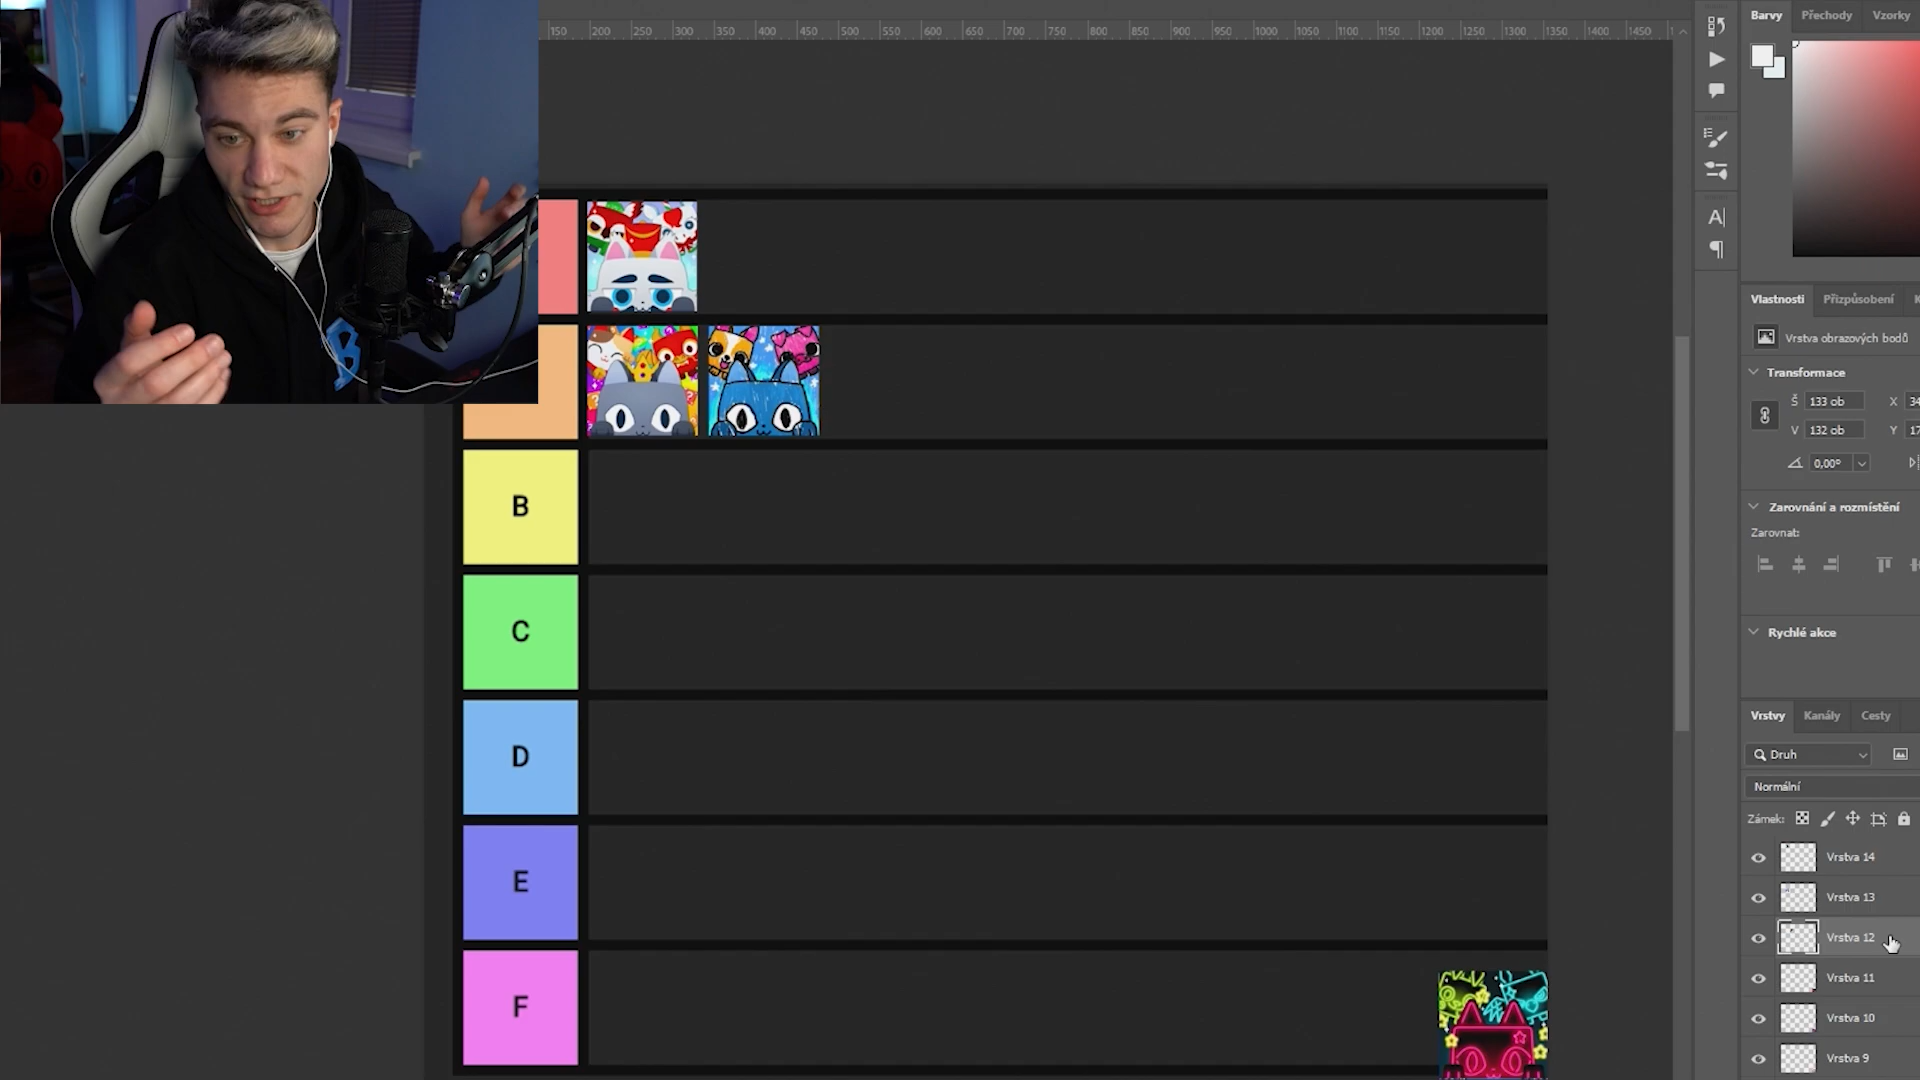 150 200 250 300 350 400 450 500 550 600 650 700 750 800 850 900 950 1000 1050 1100 1150 1200 1250 1300 1350 1400 1450
Barvy Přechody Vzorky
Vlastnosti Přizpůsobení
Vrstva obrazových bodů
Transformace
Š 133 ob X 34
V 132 ob Y 17
0,00°
Zarovnání a rozmístění
Zarovnat:
Rychlé akce
Vrstvy Kanály Cesty
Druh
Normální
Zámek:
Vrstva 14
Vrstva 13
Vrstva 12
Vrstva 11
Vrstva 10
Vrstva 9
B
C
D
E
F
B